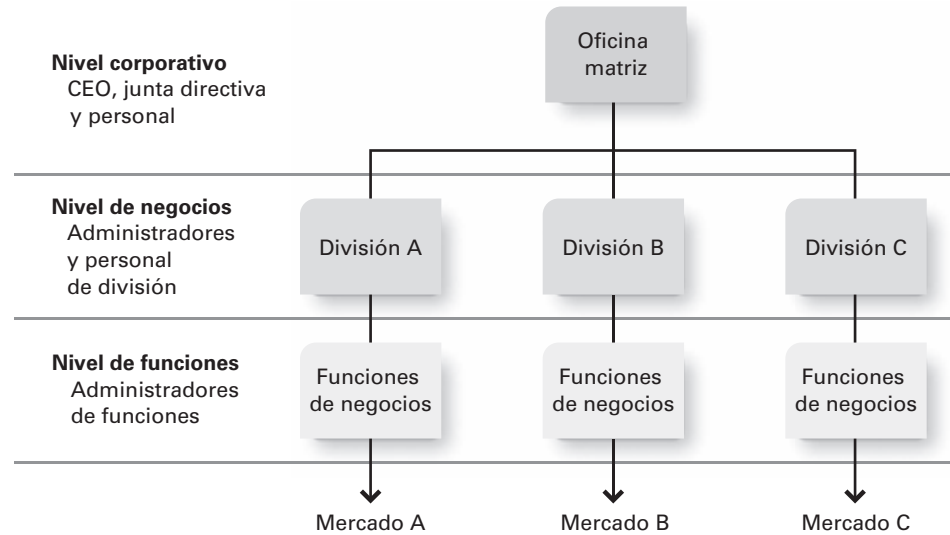 Nivel corporativo
CEO, junta directiva
y personal
Oficina
matriz
Nivel de negocios
Administradores
y personal
de división
División A
División B
División C
Nivel de funciones
Administradores
de funciones
Funciones
de negocios
Funciones
de negocios
Funciones
de negocios
Mercado A
Mercado B
Mercado C